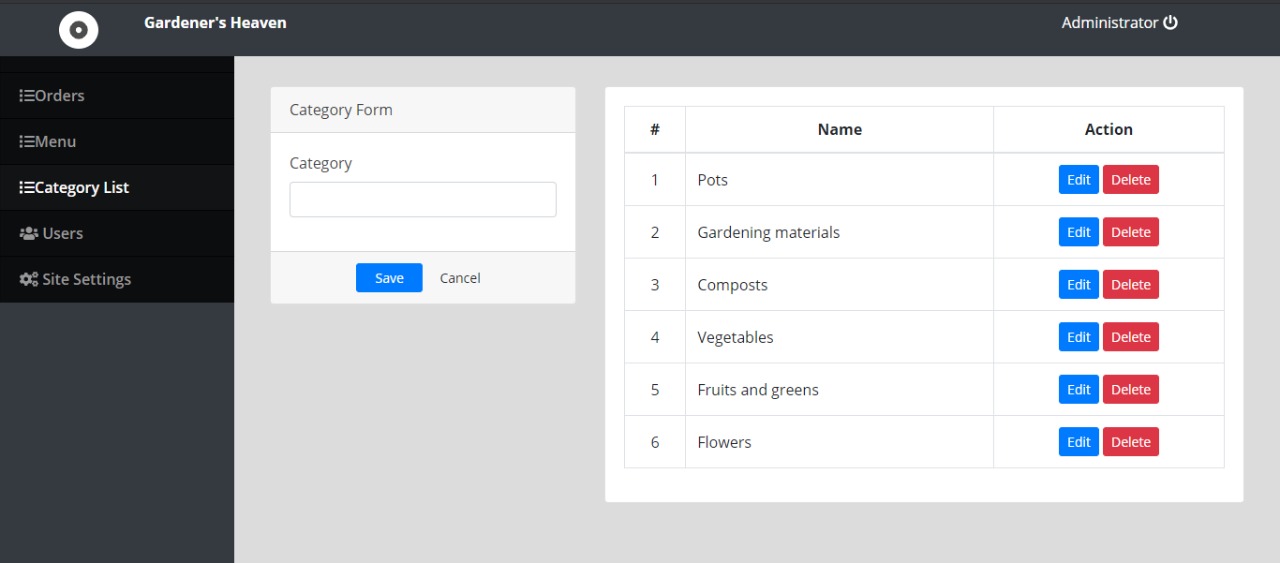 Gardener's Heaven
Administrator
Orders
Menu
Category List
Users
Site Settings
Category Form
Category
Save Cancel
# Name Action
1 Pots Edit Delete
2 Gardening materials Edit Delete
3 Composts Edit Delete
4 Vegetables Edit Delete
5 Fruits and greens Edit Delete
6 Flowers Edit Delete